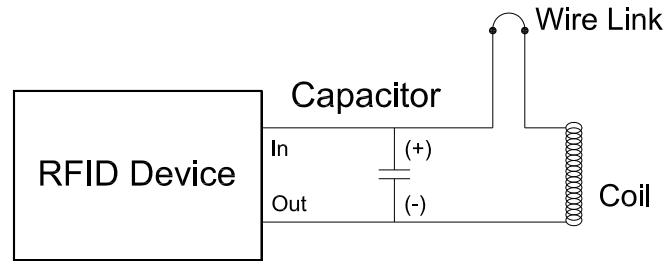 Wire Link
Capacitor
In
(+)
RFID Device
Out
(-)
Coil